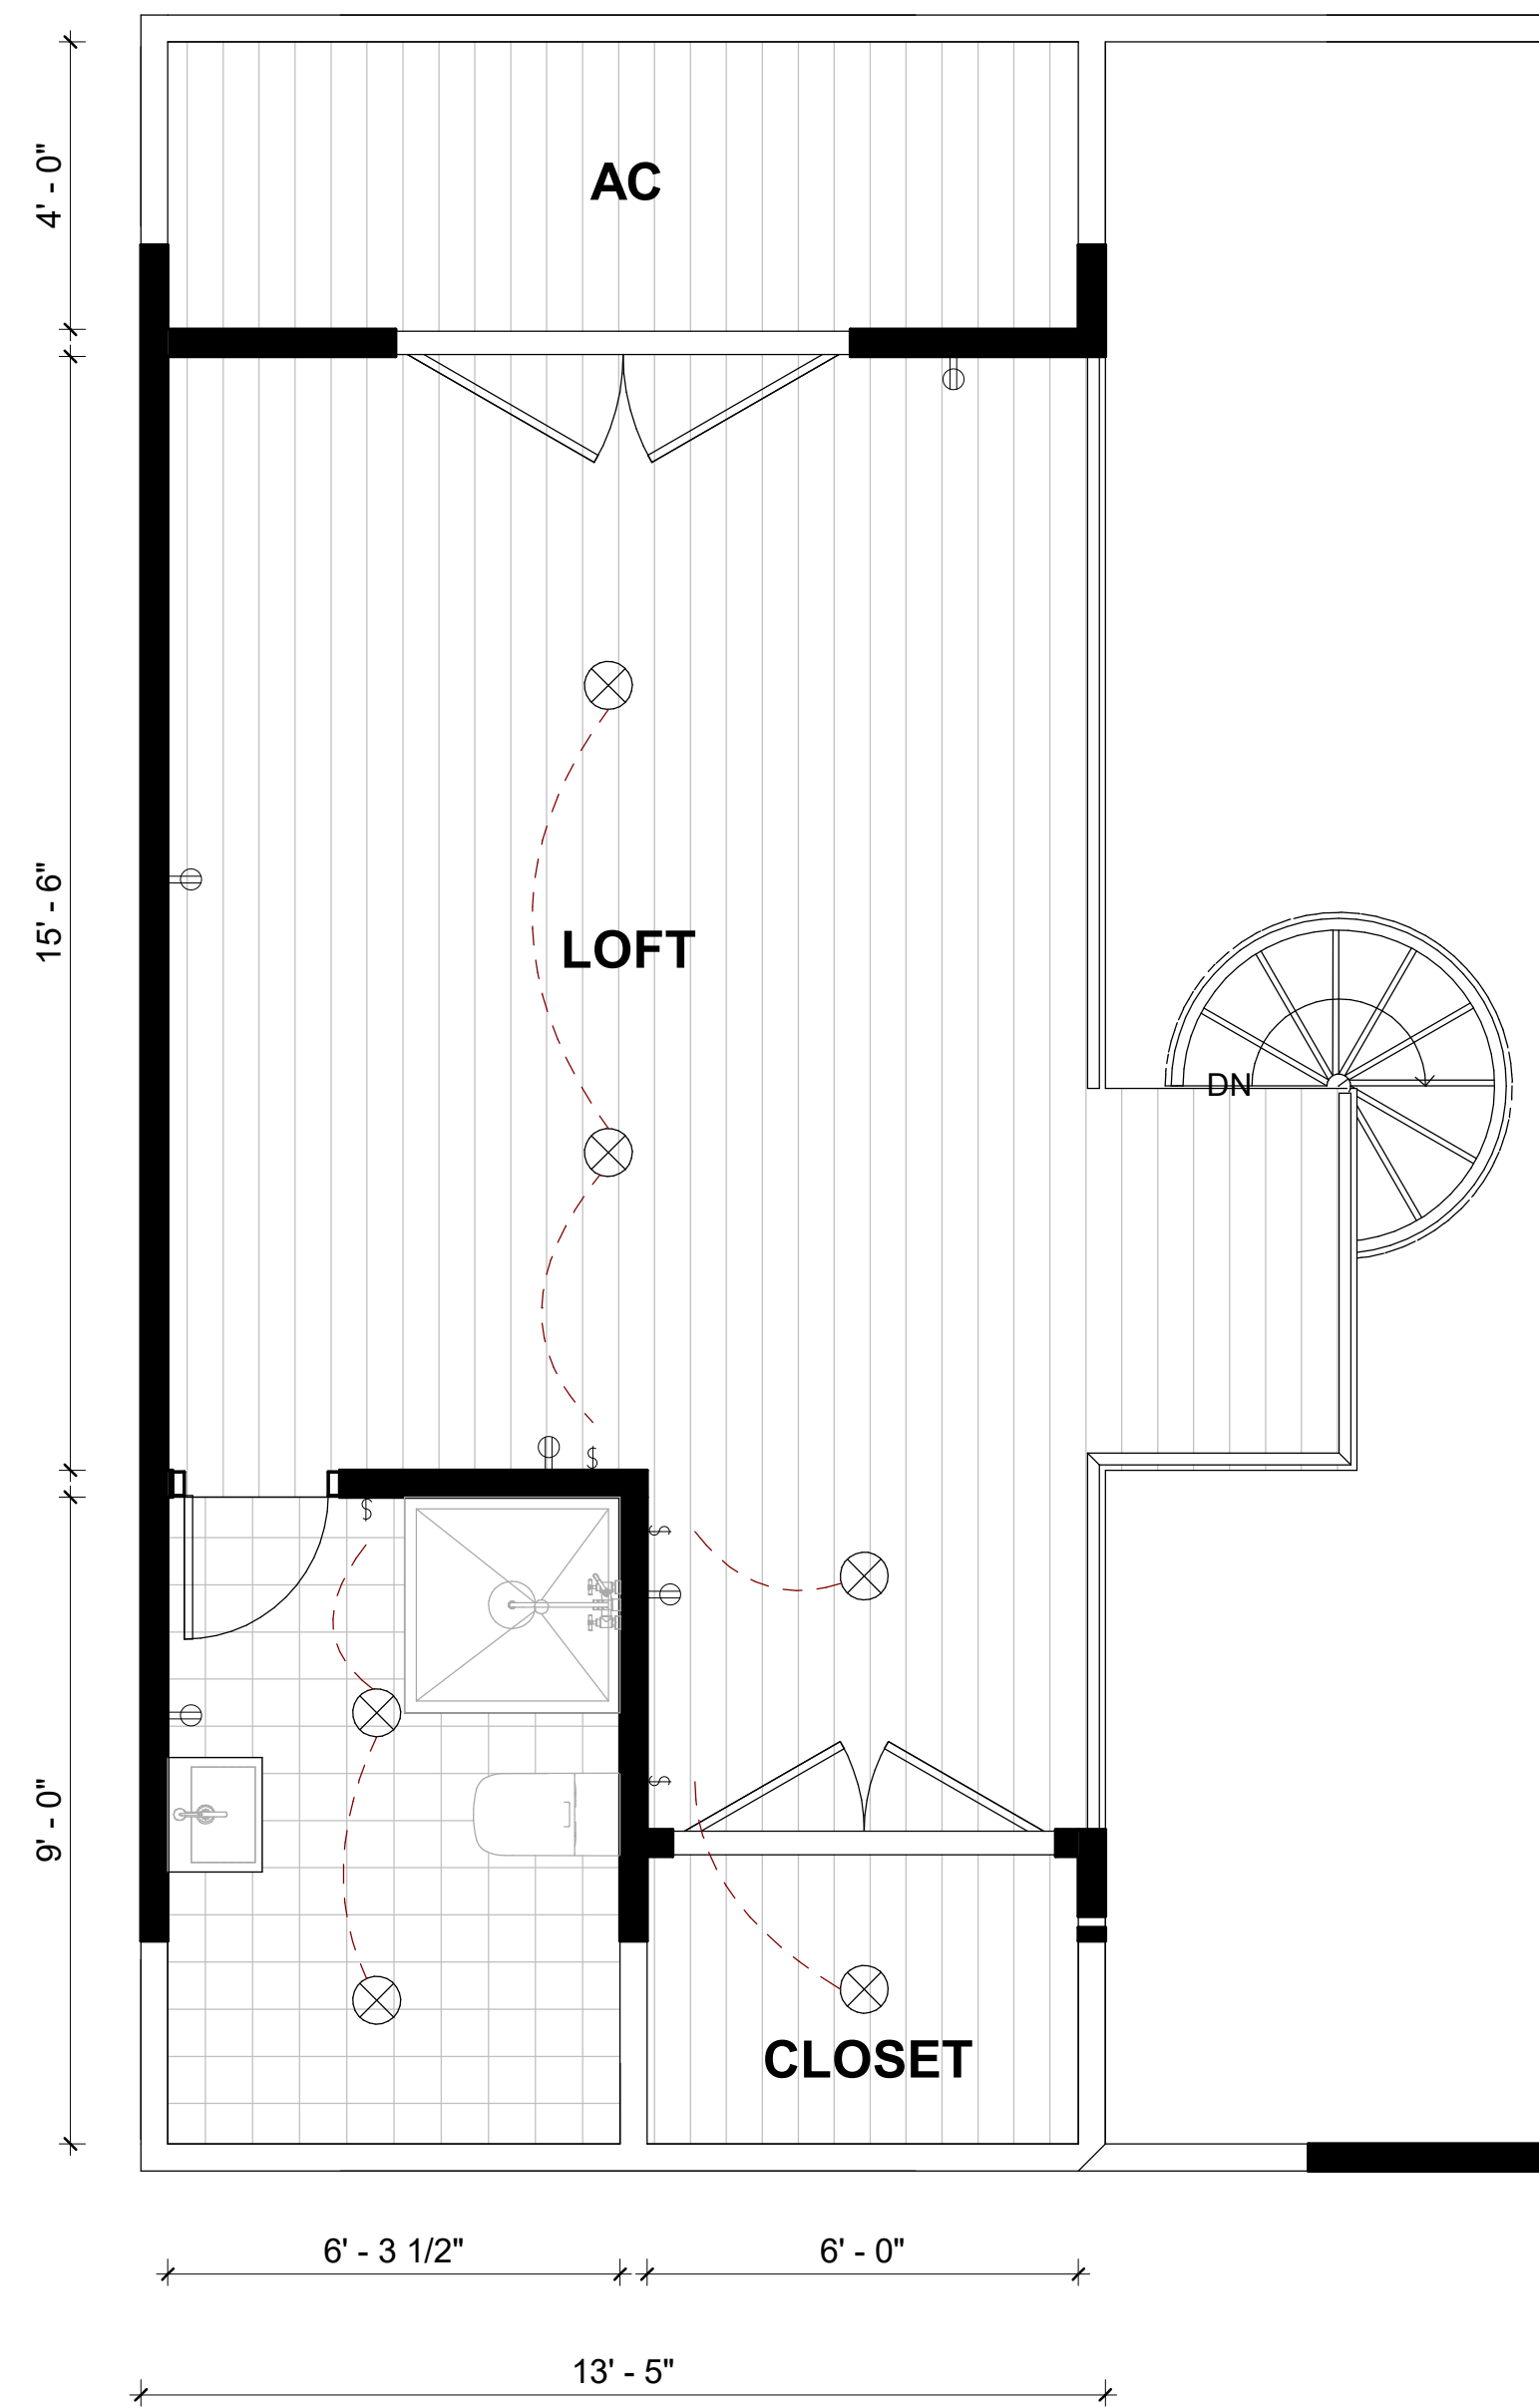 4' - 0"
AC
15' - 6"
LOFT
DN
$
$
$
$
9' - 0"
CLOSET
6' - 3 1/2"
6' - 0"
13' - 5"